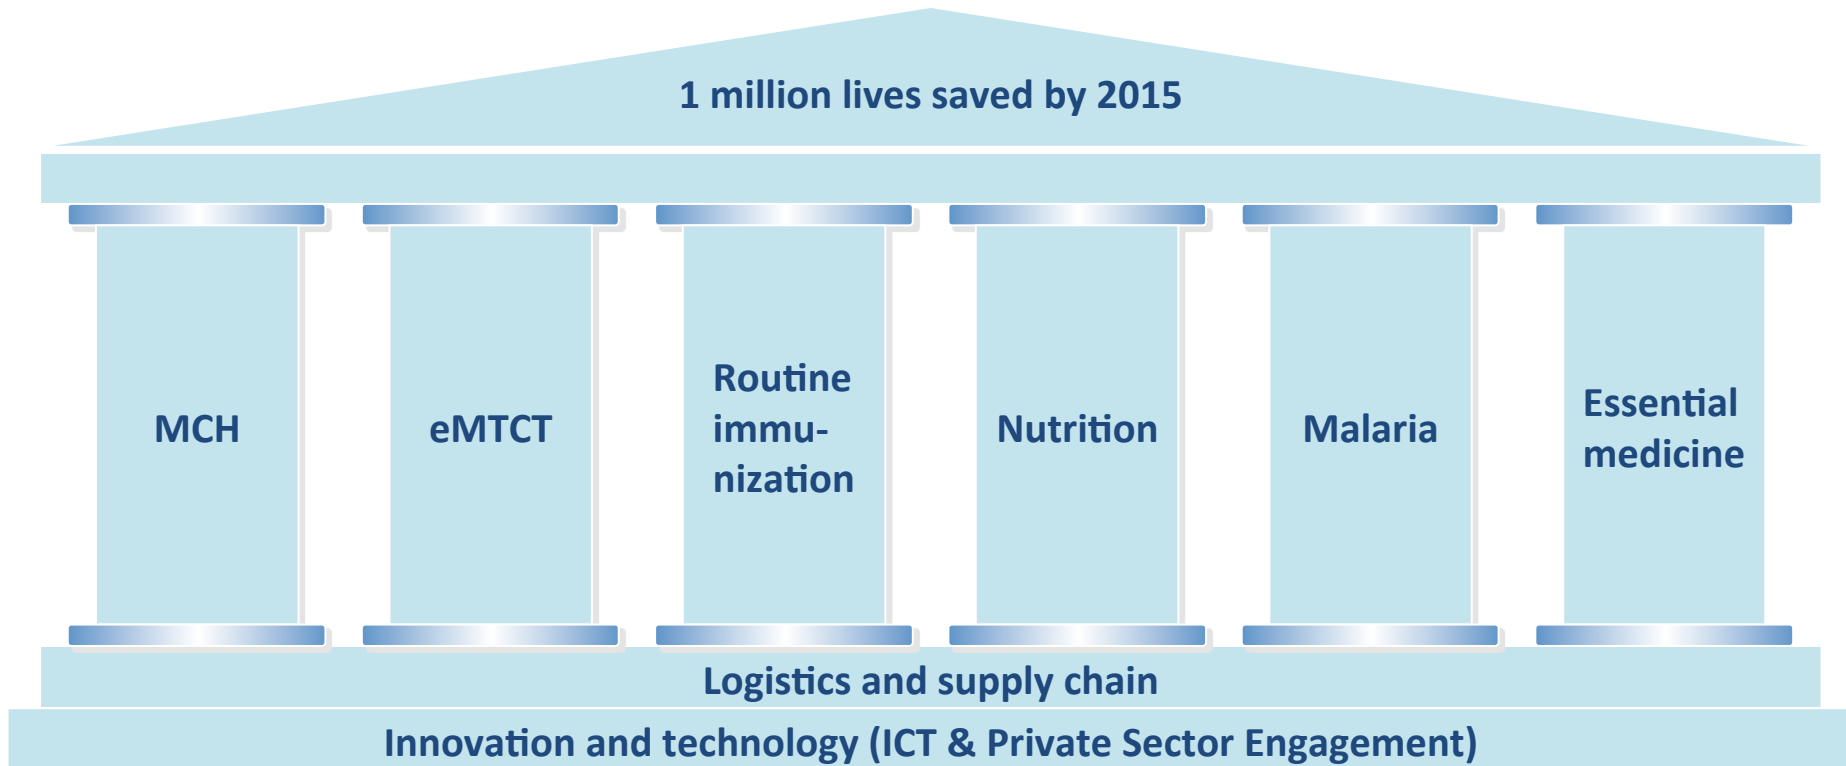 1 million lives saved by 2015
MCH
eMTCT
Routine
immu-
nization
Nutrition
Malaria
Essential
medicine
Logistics and supply chain
Innovation and technology (ICT & Private Sector Engagement)